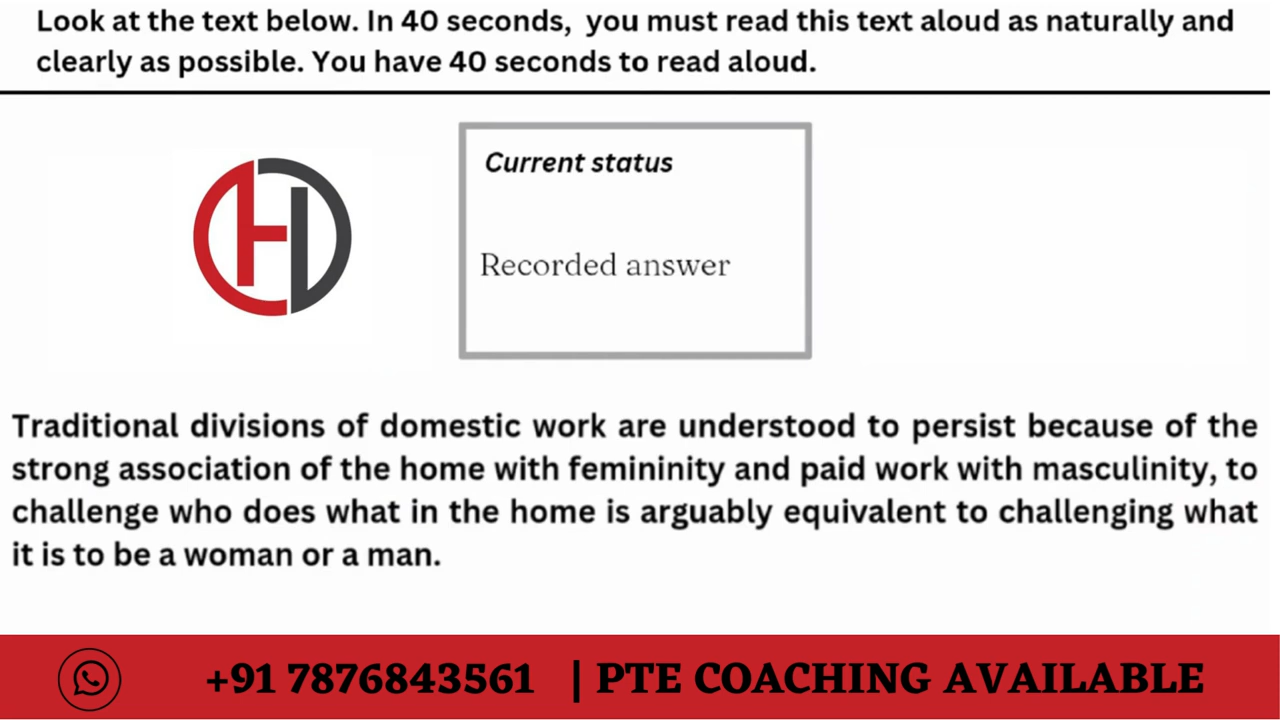 Look at the text below. In 40 seconds, you must read this text aloud as naturally and
clearly as possible. You have 40 seconds to read aloud.
Current status
Recorded answer
Traditional divisions of domestic work are understood to persist because of the
strong association of the home with femininity and paid work with masculinity, to
challenge who does what in the home is arguably equivalent to challenging what
it is to be a woman or a man.
+91 7876843561 | PTE COACHING AVAILABLE